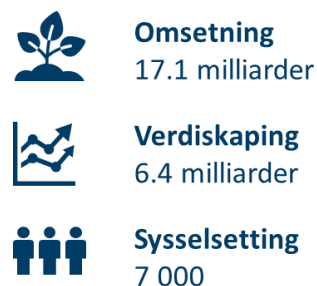 Omsetning
17.1 milliarder
Verdiskaping
6.4 milliarder
Sysselsetting
7 000